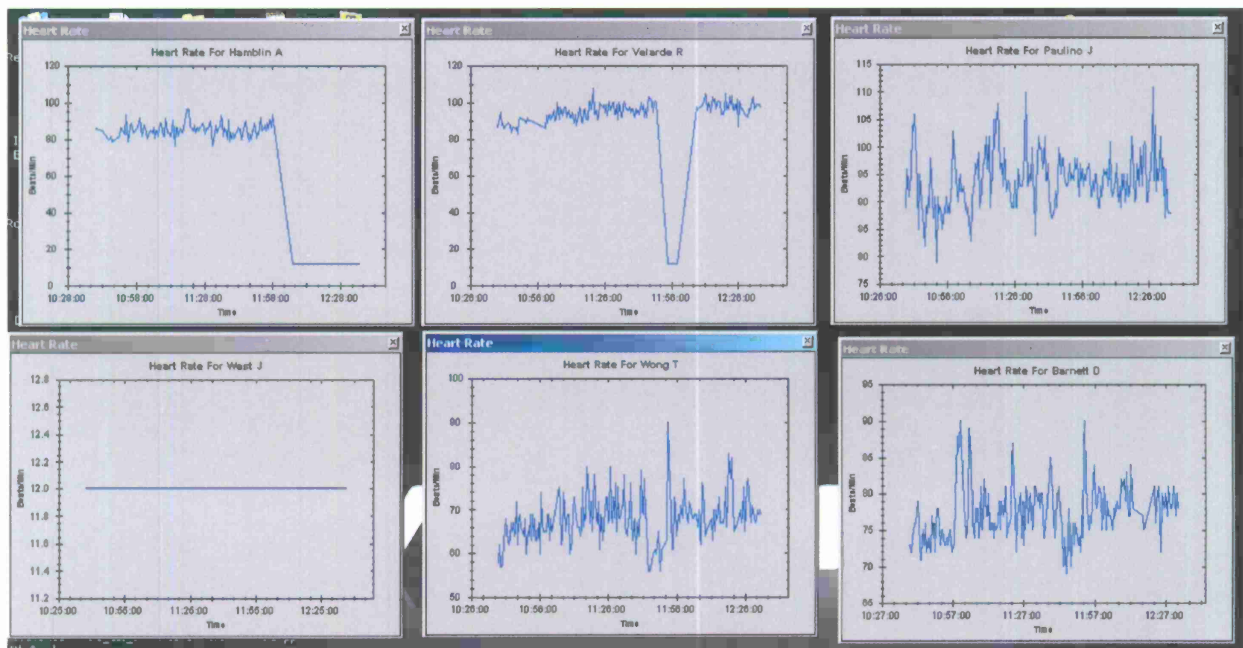 Heart Rate
Heart Rate For Hamblin A
120
100
80
60
40
20
0
Beats/Min
10:28:00 10:58:00 11:28:00 11:58:00 12:28:00
Time
Heart Rate
Heart Rate For Velarde R
120
100
80
60
40
20
0
Beats/Min
10:26:00 10:56:00 11:26:00 11:56:00 12:26:00
Time
Heart Rate
Heart Rate For Paulino J
115
110
105
100
95
90
85
80
75
Beats/Min
10:26:00 10:56:00 11:26:00 11:56:00 12:26:00
Time
Heart Rate
Heart Rate For West J
12.8
12.6
12.4
12.2
12.0
11.8
11.6
11.4
11.2
Beats/Min
10:25:00 10:55:00 11:25:00 11:55:00 12:25:00
Time
Heart Rate
Heart Rate For Wong T
100
90
80
70
60
50
Beats/Min
10:26:00 10:56:00 11:26:00 11:56:00 12:26:00
Time
Heart Rate
Heart Rate For Barnett D
95
90
85
80
75
65
Beats/Min
10:27:00 10:57:00 11:27:00 11:57:00 12:27:00
Time